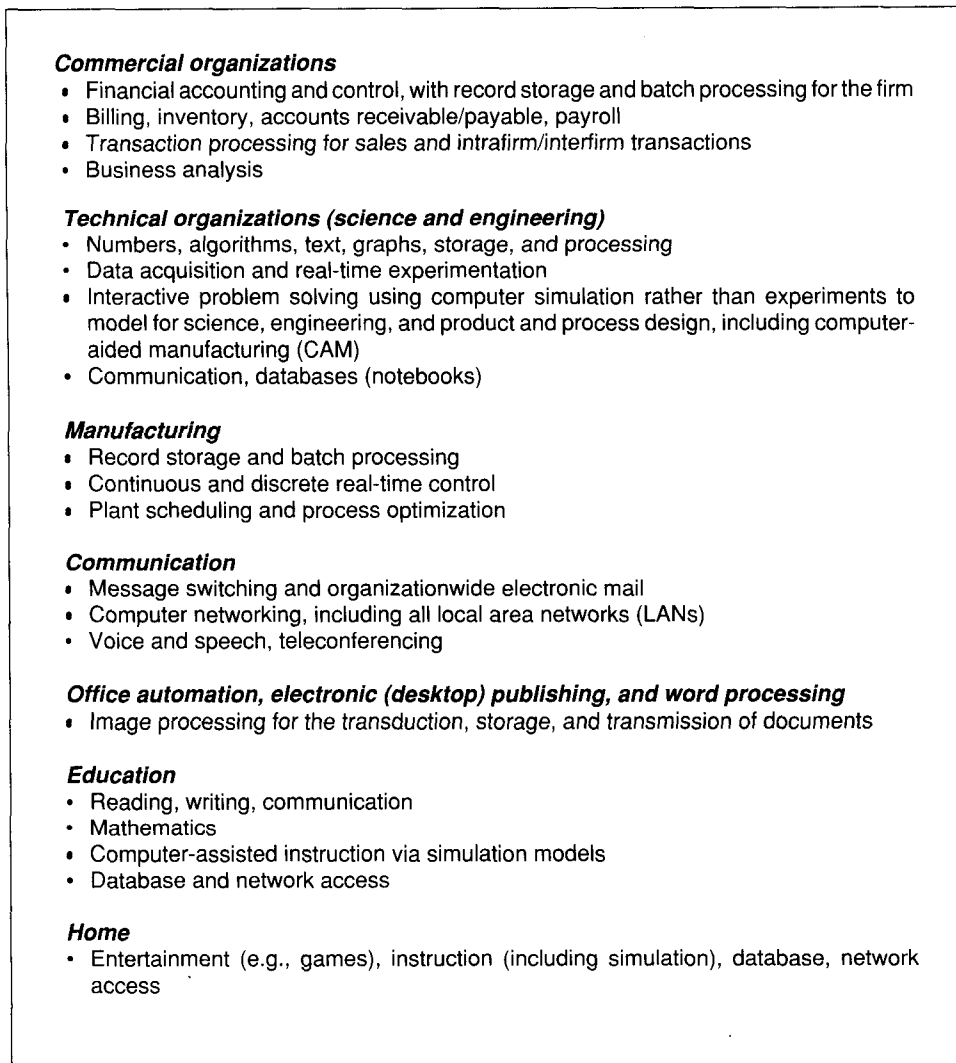 Commercial organizations
• Financial accounting and control, with record storage and batch processing for the firm
• Billing, inventory, accounts receivable/payable, payroll
• Transaction processing for sales and intrafirm/interfirm transactions
• Business analysis
Technical organizations (science and engineering)
• Numbers, algorithms, text, graphs, storage, and processing
• Data acquisition and real-time experimentation
• Interactive problem solving using computer simulation rather than experiments to
model for science, engineering, and product and process design, including computer-
aided manufacturing (CAM)
• Communication, databases (notebooks)
Manufacturing
• Record storage and batch processing
• Continuous and discrete real-time control
• Plant scheduling and process optimization
Communication
• Message switching and organizationwide electronic mail
• Computer networking, including all local area networks (LANs)
• Voice and speech, teleconferencing
Office automation, electronic (desktop) publishing, and word processing
• Image processing for the transduction, storage, and transmission of documents
Education
• Reading, writing, communication
• Mathematics
• Computer-assisted instruction via simulation models
• Database and network access
Home
• Entertainment (e.g., games), instruction (including simulation), database, network
access